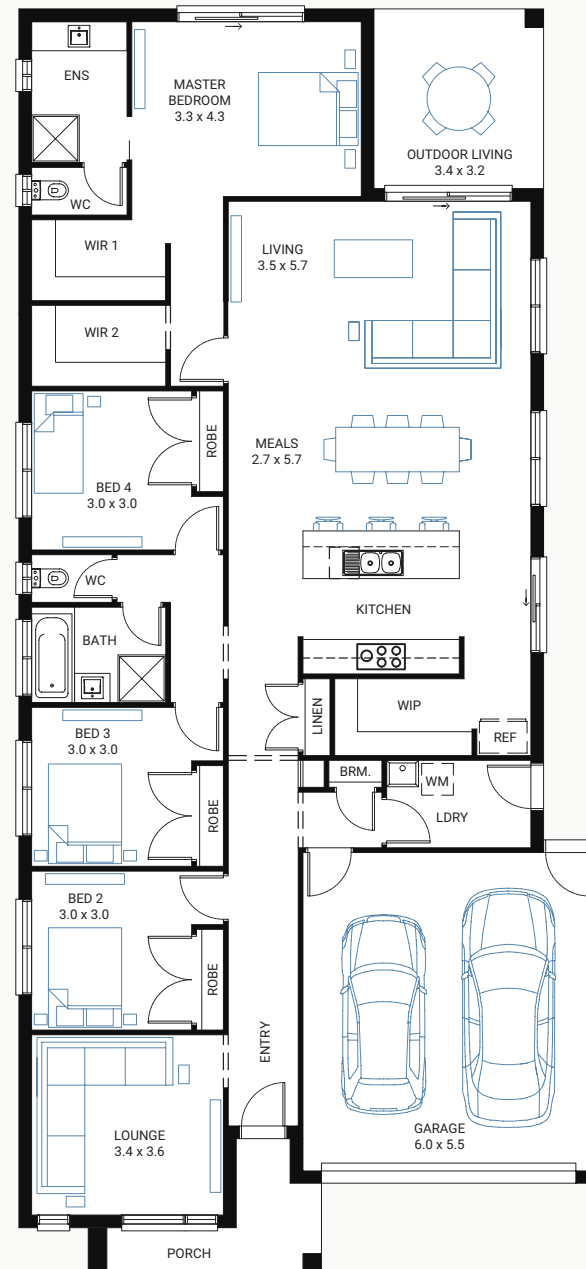 ENS
MASTER
BEDROOM
3.3 x 4.3
OUTDOOR LIVING
3.4 x 3.2
WC
WIR 1
LIVING
3.5 x 5.7
WIR 2
ROBE
MEALS
2.7 x 5.7
BED 4
3.0 x 3.0
WC
KITCHEN
BATH
LINEN
WIP
BED 3
3.0 x 3.0
REF
BRM.
WM
ROBE
LDRY
BED 2
3.0 x 3.0
ROBE
ENTRY
LOUNGE
3.4 x 3.6
GARAGE
6.0 x 5.5
PORCH